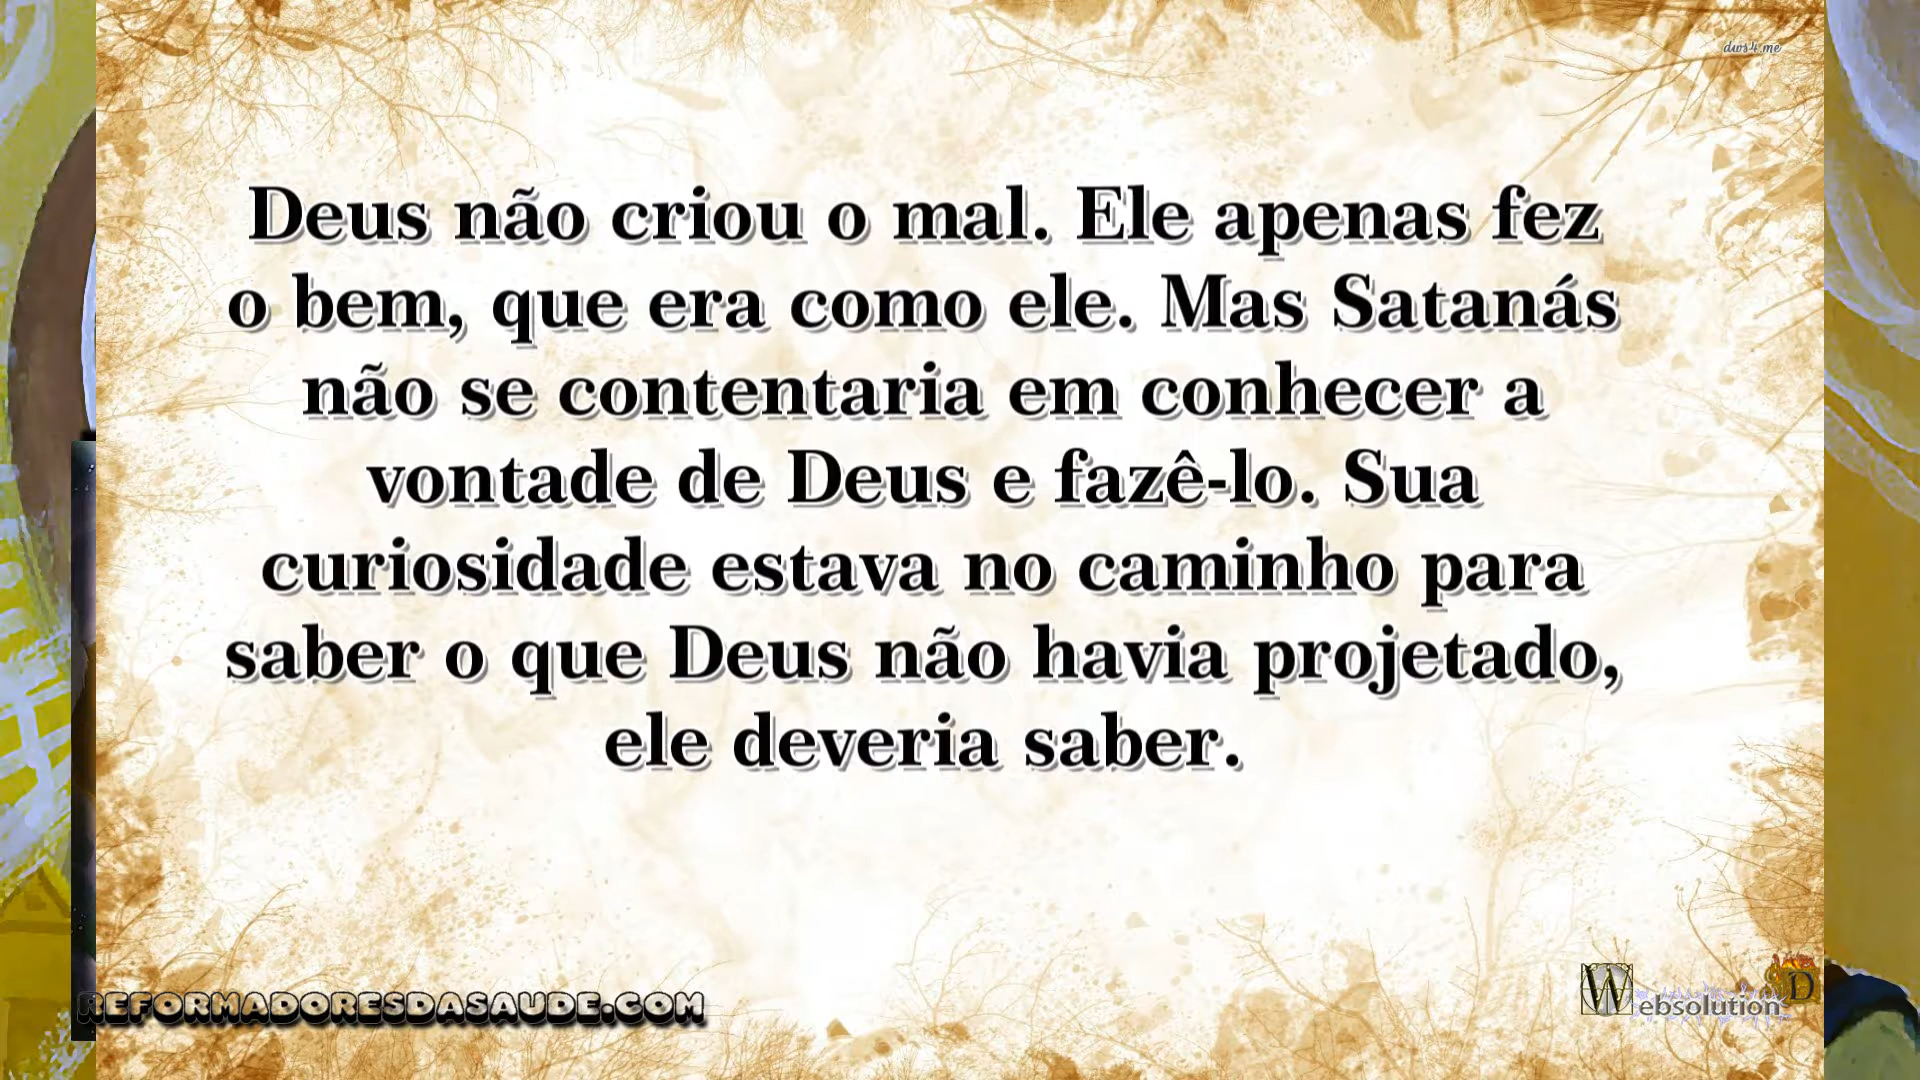 dws4.me
Deus não criou o mal. Ele apenas fez
o bem, que era como ele. Mas Satanás
não se contentaria em conhecer a
vontade de Deus e fazê-lo. Sua
curiosidade estava no caminho para
saber o que Deus não havia projetado,
ele deveria saber.
REFORMADORESDASAUDE.COM
Websolution
D